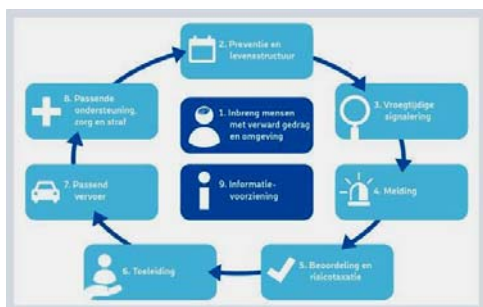 2. Preventie en
levensstructuur
8. Passende
ondersteuning,
zorg en straf
1. Inbreng mensen
met verward gedrag
en omgeving
3. Vroegtijdige
signalering
7. Passend
vervoer
9. Informatie-
voorziening
4. Melding
6. Toeleiding
5. Beoordeling en
risicotaxatie